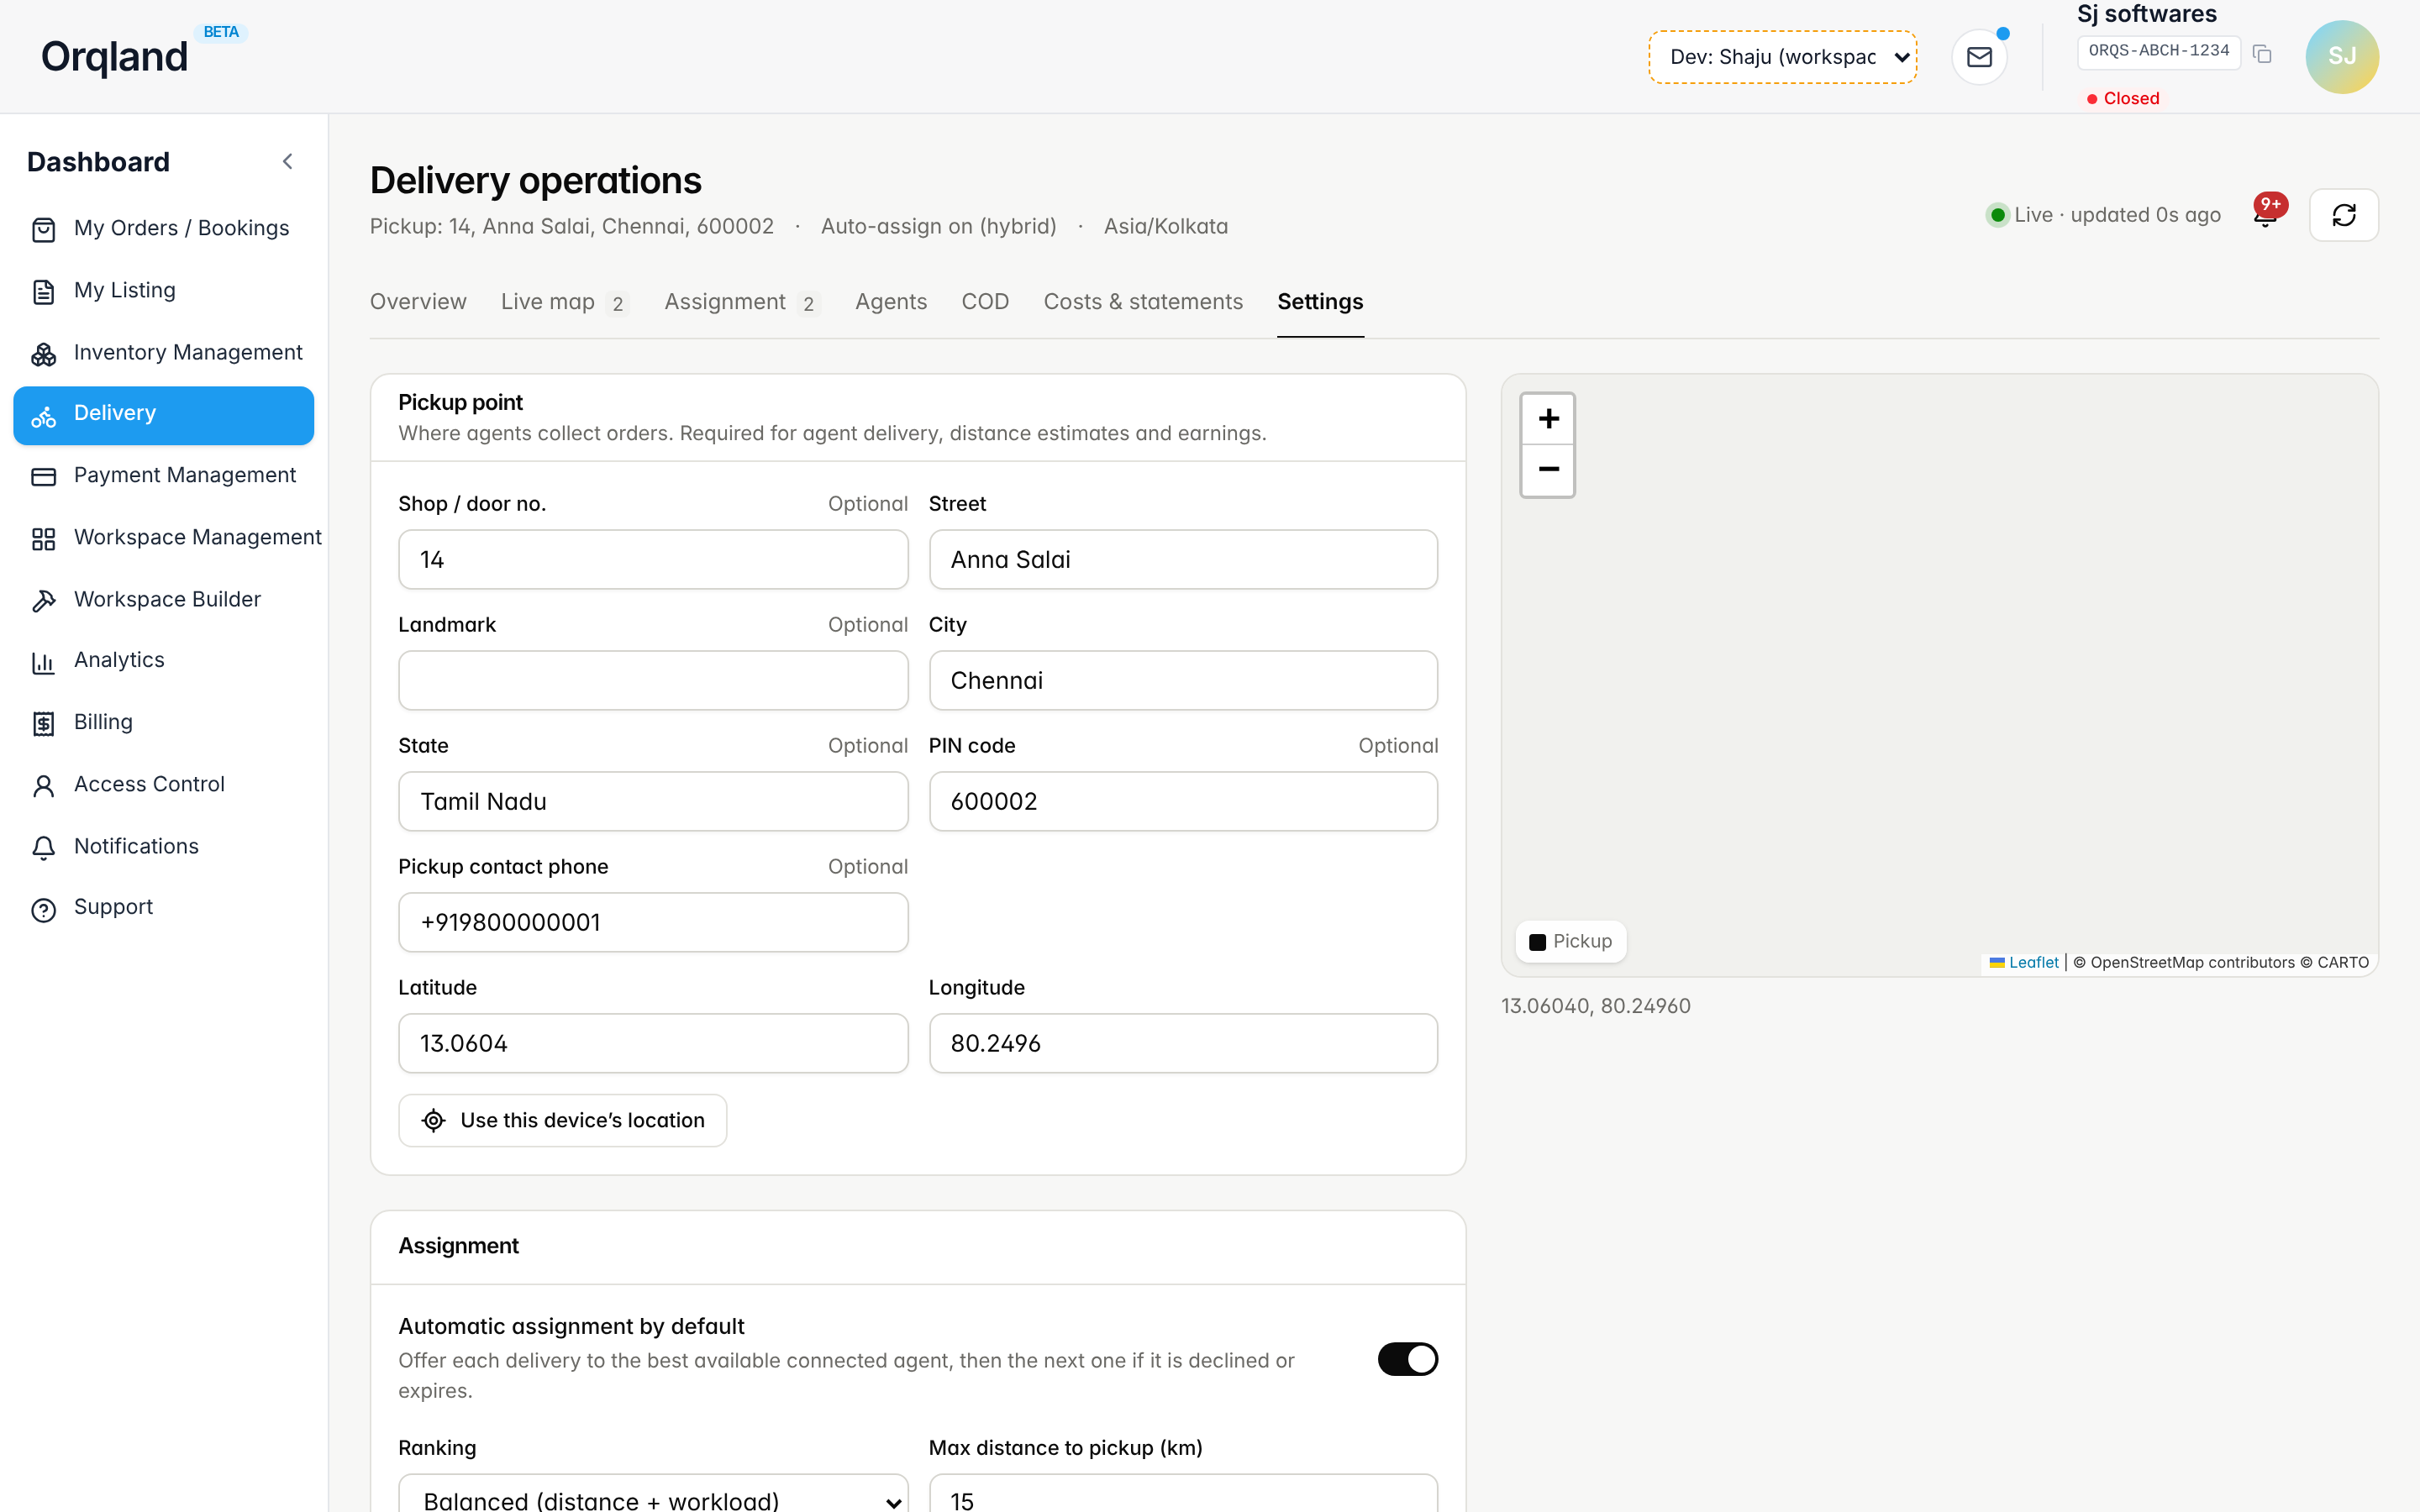 Orqland BETA
Dev: Shaju (workspac
Sj softwares
ORQS-ABCH-1234
Closed
SJ
Dashboard
My Orders / Bookings
My Listing
Inventory Management
Delivery
Payment Management
Workspace Management
Workspace Builder
Analytics
Billing
Access Control
Notifications
Support
Delivery operations
Pickup: 14, Anna Salai, Chennai, 600002 · Auto-assign on (hybrid) · Asia/Kolkata
Live · updated 0s ago
9+
Overview Live map 2 Assignment 2 Agents COD Costs & statements Settings
Pickup point
Where agents collect orders. Required for agent delivery, distance estimates and earnings.
Shop / door no. Optional Street
14 Anna Salai
Landmark Optional City
Chennai
State Optional PIN code Optional
Tamil Nadu 600002
Pickup contact phone Optional
+919800000001
Latitude Longitude
13.0604 80.2496
Use this device’s location
+
−
Pickup
Leaflet | © OpenStreetMap contributors © CARTO
13.06040, 80.24960
Assignment
Automatic assignment by default
Offer each delivery to the best available connected agent, then the next one if it is declined or
expires.
Ranking Max distance to pickup (km)
Balanced (distance + workload) 15